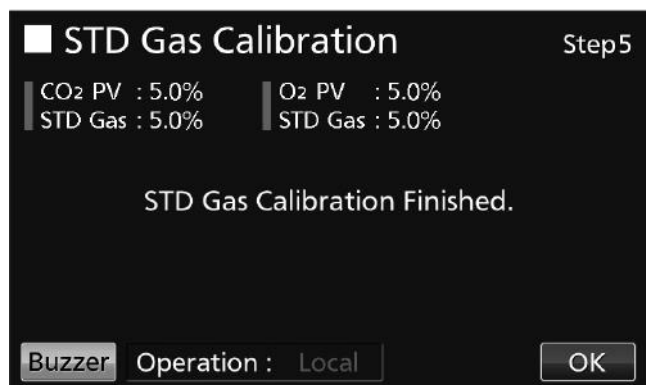 STD Gas Calibration Step5
CO2 PV : 5.0% O2 PV : 5.0%
STD Gas : 5.0% STD Gas : 5.0%
STD Gas Calibration Finished.
Buzzer Operation : Local OK